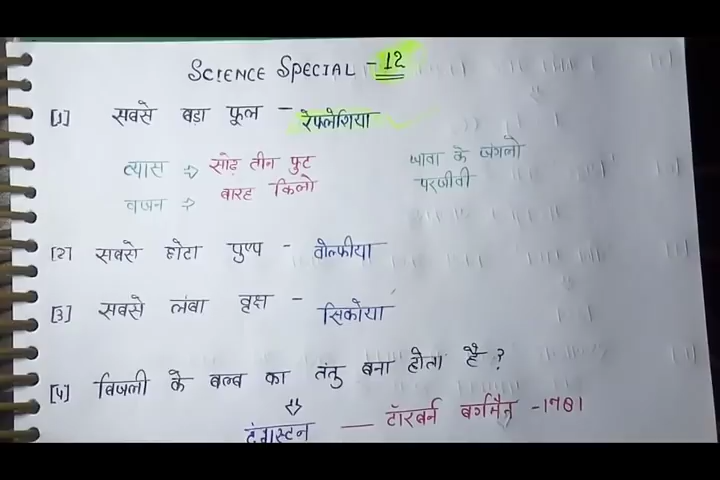 SCIENCE SPECIAL - 12
[1] सबसे बड़ा फूल - रेफ्लेशिया
व्यास ⇒ साढ़े तीन फुट
जावा के जंगलो
वजन ⇒ बारह किलो
परजीवी
[2] सबसे छोटा पुष्प - वोल्फीया
[3] सबसे लंबा वृक्ष - सिकोया
[4] बिजली के बल्ब का तंतु बना होता है ?
⇓
टंगस्टन — टॉरबर्न बर्गमैन -1781